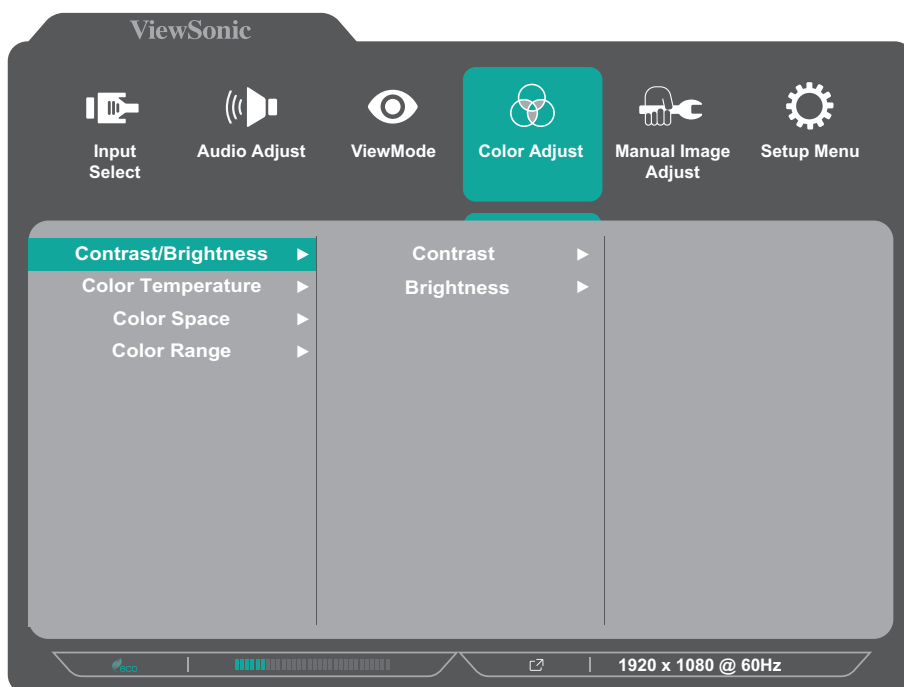 ViewSonic
Input
Select
Audio Adjust
ViewMode
Color Adjust
Manual Image
Adjust
Setup Menu
Contrast/Brightness
Color Temperature
Color Space
Color Range
Contrast
Brightness
eco
1920 x 1080 @ 60Hz